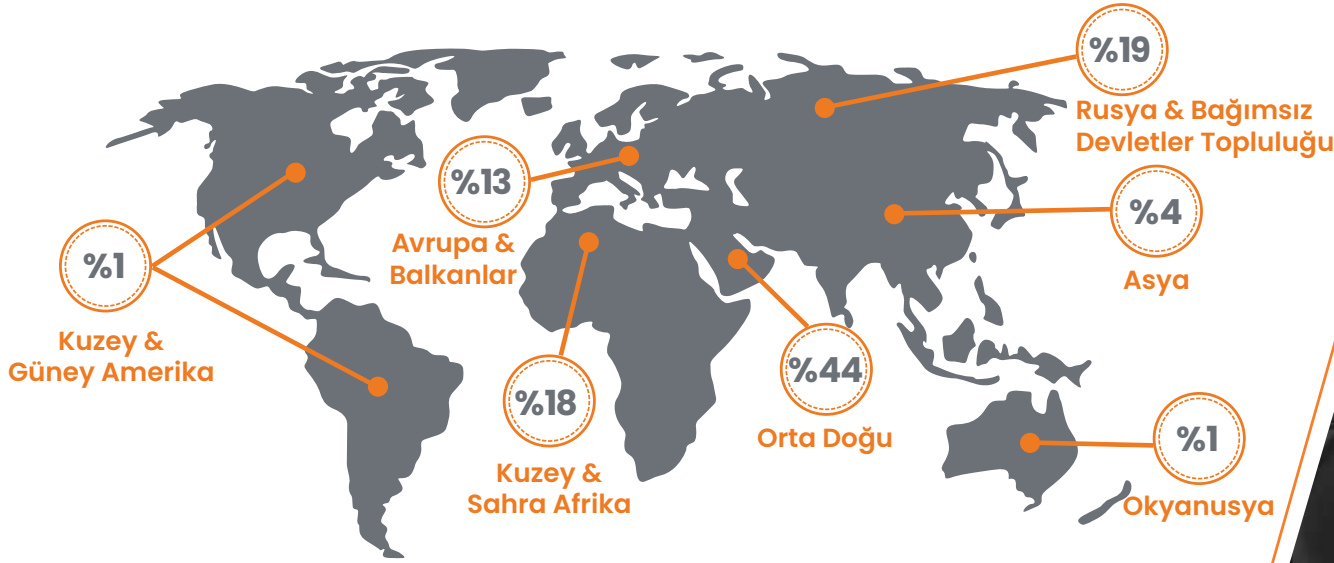 %19
Rusya & Bağımsız
Devletler Topluluğu
%13
Avrupa &
Balkanlar
%4
Asya
%1
Kuzey &
Güney Amerika
%18
Kuzey &
Sahra Afrika
%44
Orta Doğu
%1
Okyanusya